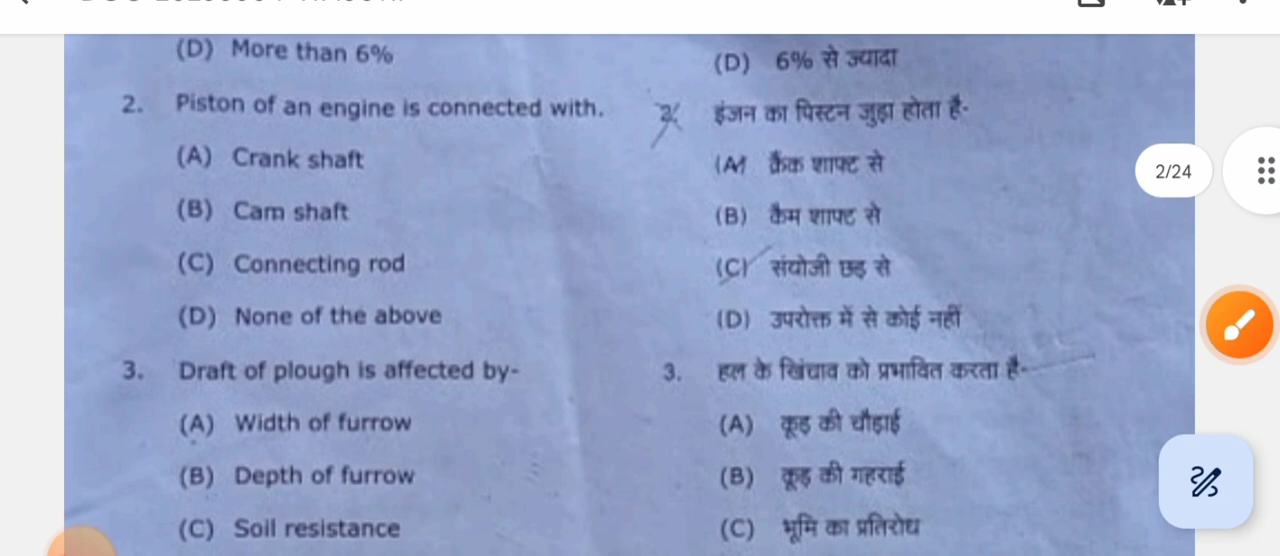 (D) More than 6%
2. Piston of an engine is connected with.
(A) Crank shaft
(B) Cam shaft
(C) Connecting rod
(D) None of the above
3. Draft of plough is affected by-
(A) Width of furrow
(B) Depth of furrow
(C) Soil resistance
(D) 6% से ज्यादा
2. इंजन का पिस्टन जुड़ा होता है-
(A) क्रैंक शाफ्ट से
(B) कैम शाफ्ट से
(C) संयोजी छड़ से
(D) उपरोक्त में से कोई नहीं
3. हल के खिंचाव को प्रभावित करता है-
(A) कूड़ की चौड़ाई
(B) कूड़ की गहराई
(C) भूमि का प्रतिरोध
2/24